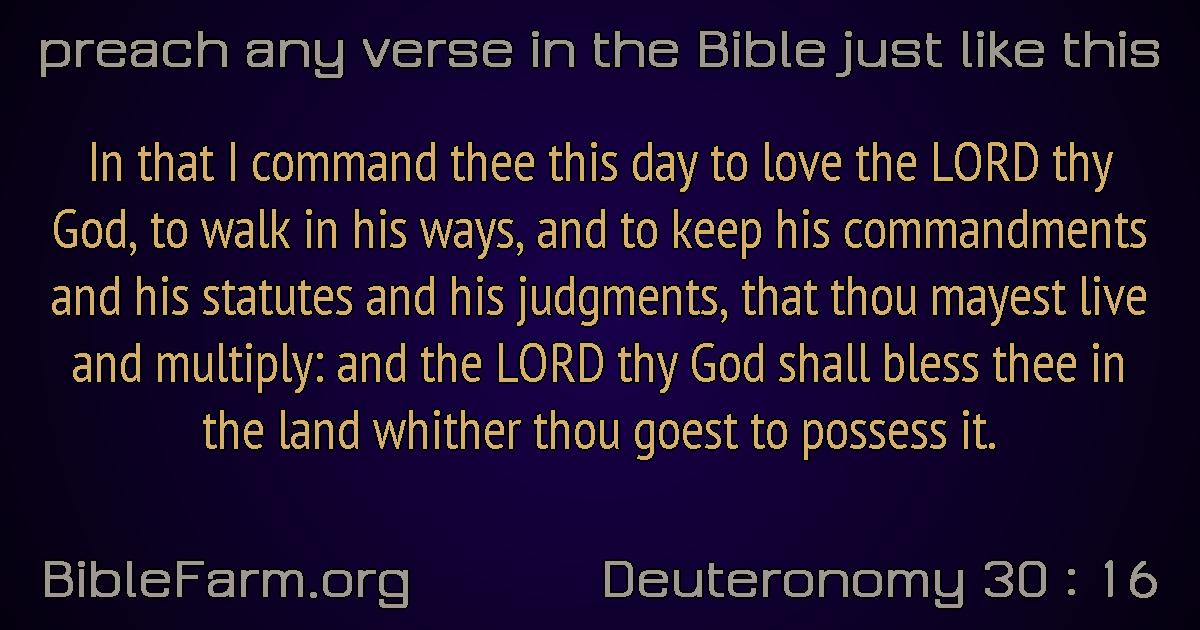 preach any verse in the Bible just like this
In that I command thee this day to love the LORD thy
God, to walk in his ways, and to keep his commandments
and his statutes and his judgments, that thou mayest live
and multiply: and the LORD thy God shall bless thee in
the land whither thou goest to possess it.
BibleFarm.org
Deuteronomy 30 : 16